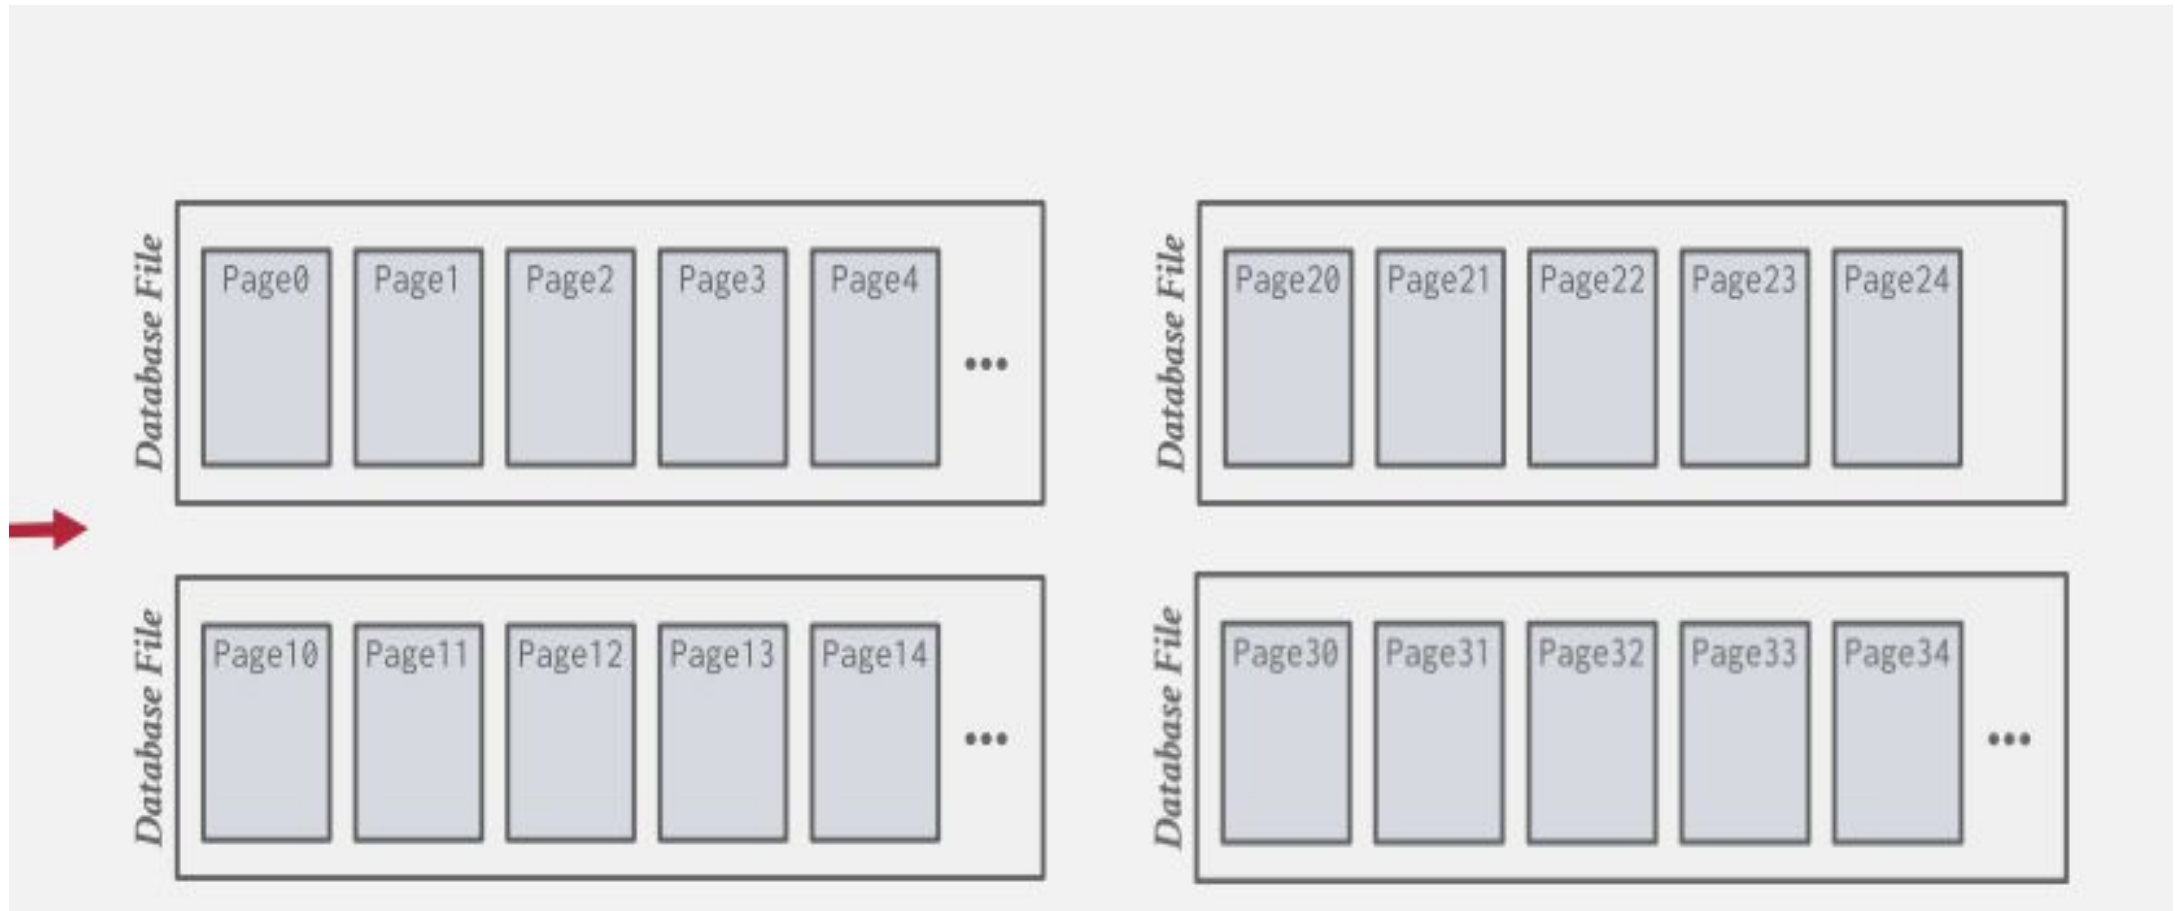 Database File
Page0 Page1 Page2 Page3 Page4 •••
Database File
Page20 Page21 Page22 Page23 Page24
Database File
Page10 Page11 Page12 Page13 Page14 •••
Database File
Page30 Page31 Page32 Page33 Page34 •••